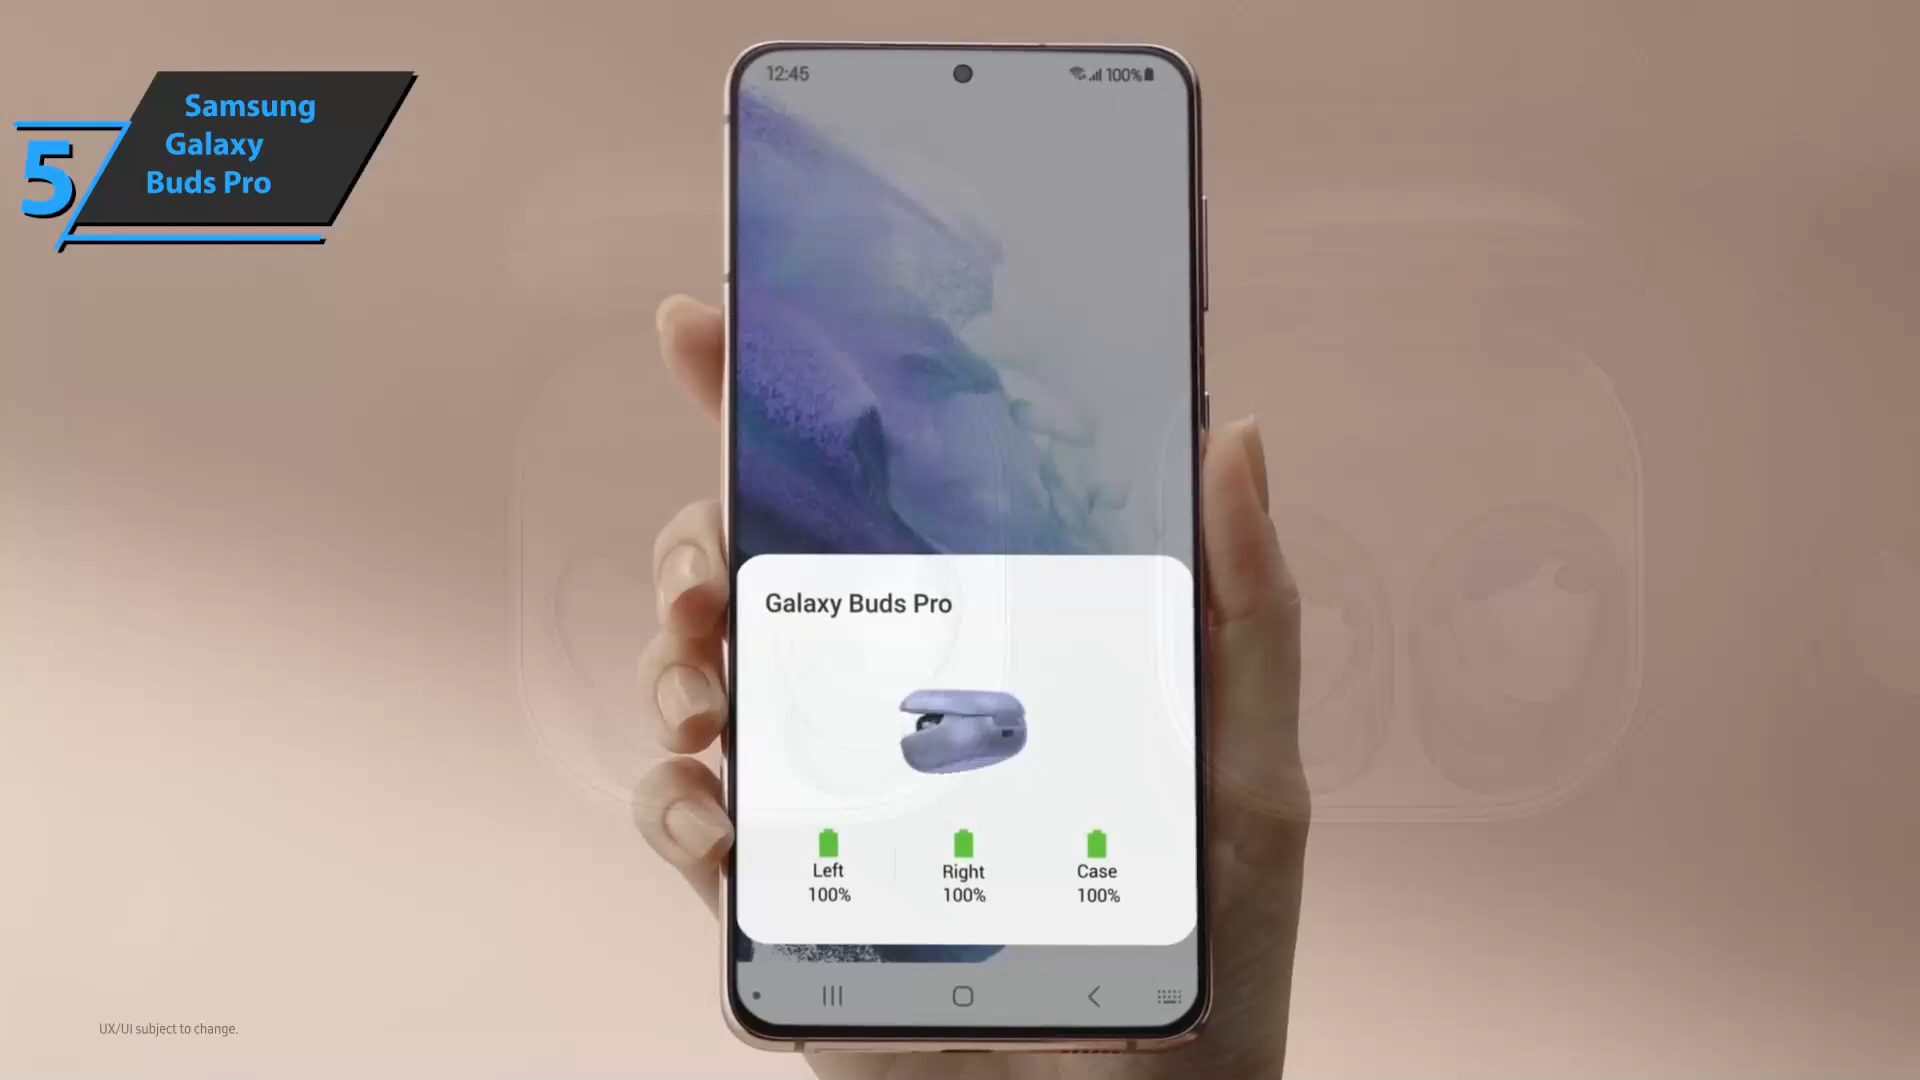 5
Samsung
Galaxy
Buds Pro
12:45
100%
Galaxy Buds Pro
Left
100%
Right
100%
Case
100%
UX/UI subject to change.